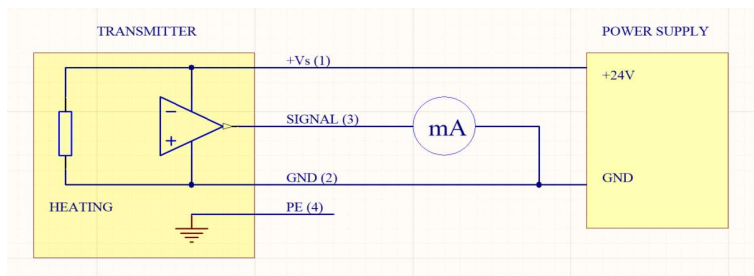 TRANSMITTER
POWER SUPPLY
+Vs (1)
+24V
−
SIGNAL (3)
mA
+
GND (2)
GND
HEATING
PE (4)